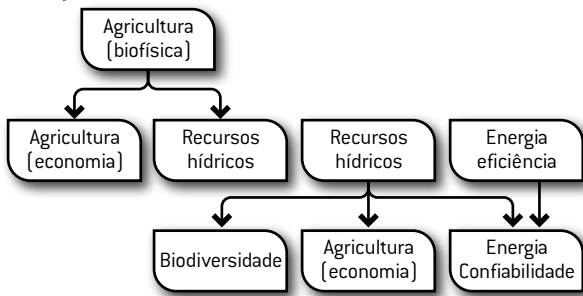 Agricultura
(biofísica)
Agricultura
(economia)
Recursos
hídricos
Recursos
hídricos
Energia
eficiência
Biodiversidade
Agricultura
(economia)
Energia
Confiabilidade